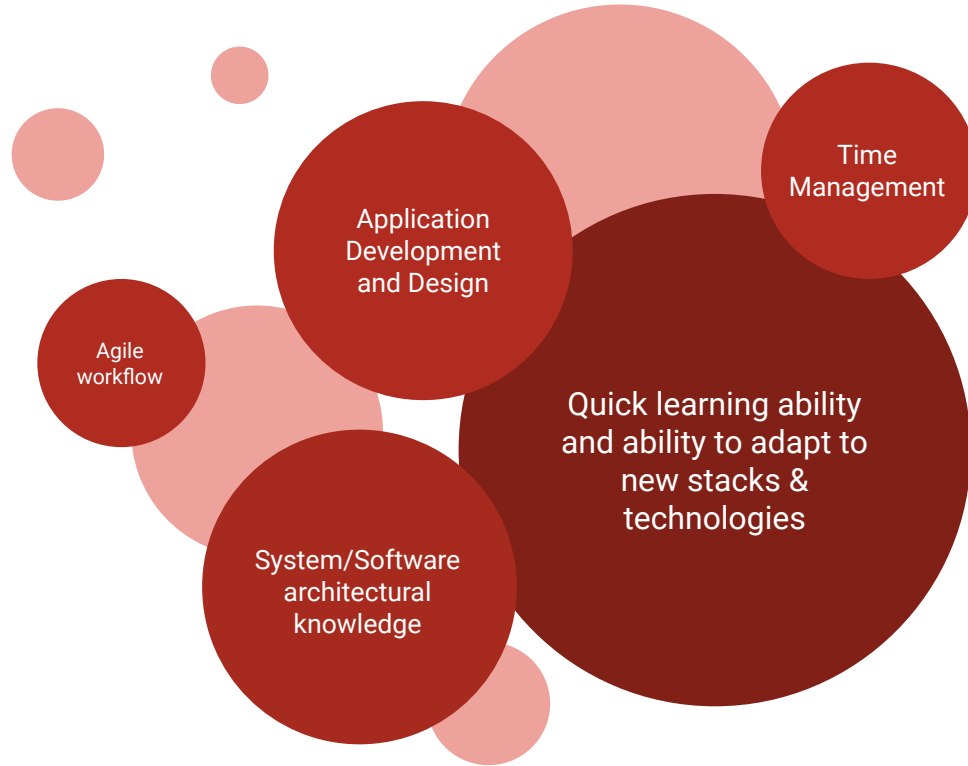 Time
Management
Application
Development
and Design
Agile
workflow
Quick learning ability
and ability to adapt to
new stacks &
technologies
System/Software
architectural
knowledge